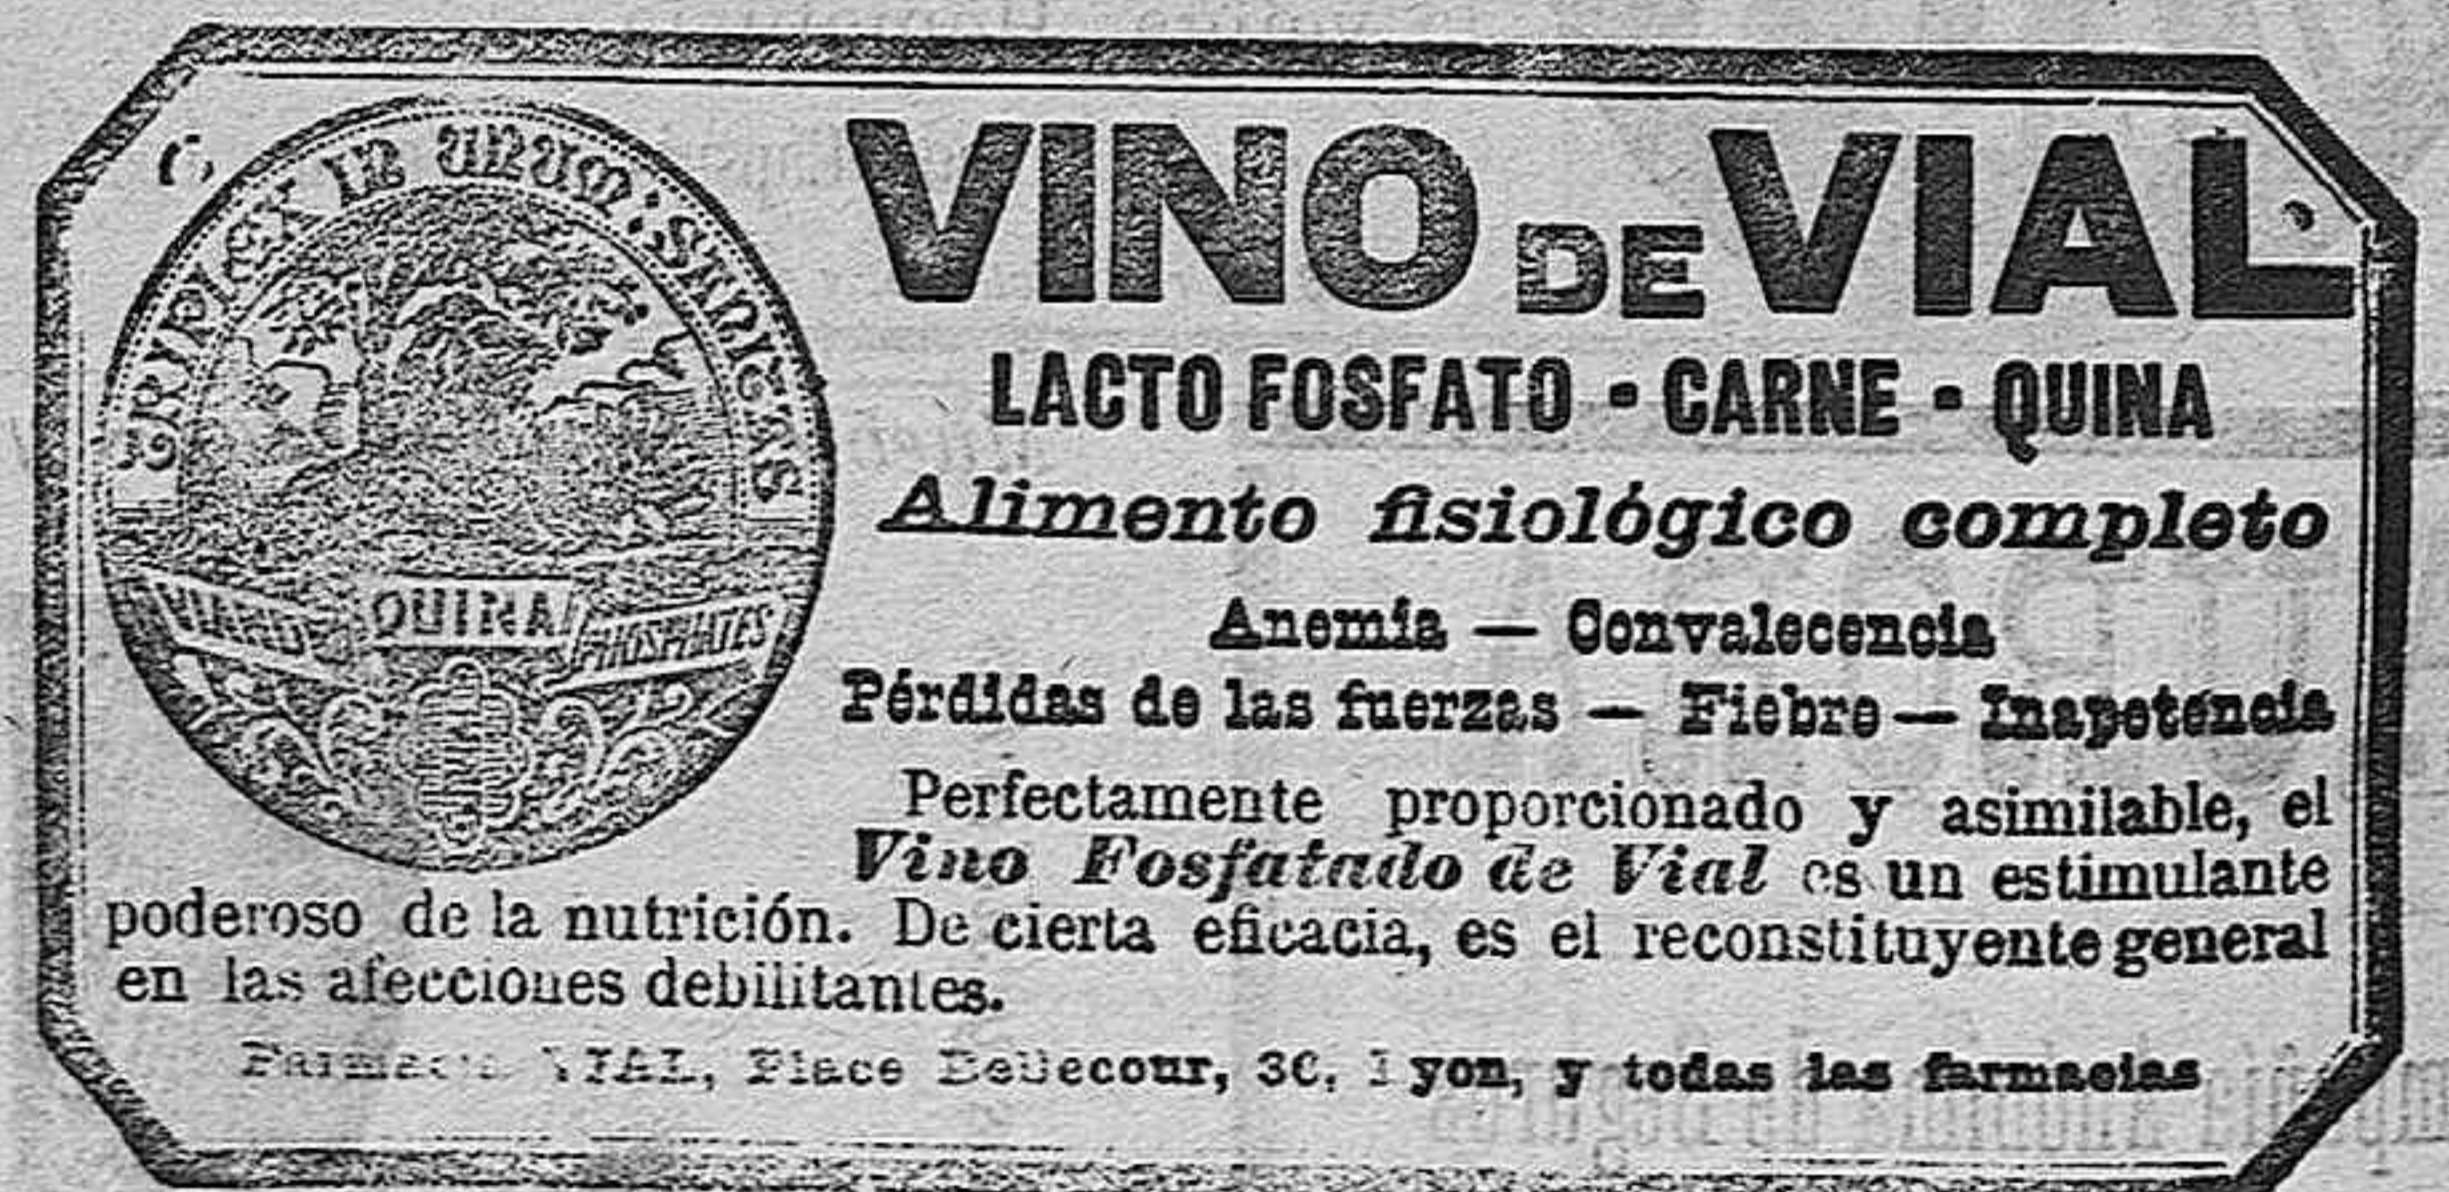 TRIPLEX IN UNUM: SANITAS
VIANDE QUINA PHOSPHATES
VINO DE VIAL
LACTO FOSFATO - CARNE - QUINA
Alimento fisiológico completo
Anemia — Convalecencia
Pérdidas de las fuerzas — Fiebre — Inapetencia
Perfectamente proporcionado y asimilable, el
Vino Fosfatado de Vial es un estimulante
poderoso de la nutrición. De cierta eficacia, es el reconstituyente general
en las afecciones debilitantes.
Farmacia VIAL, Place Bellecour, 36, Lyon, y todas las farmacias